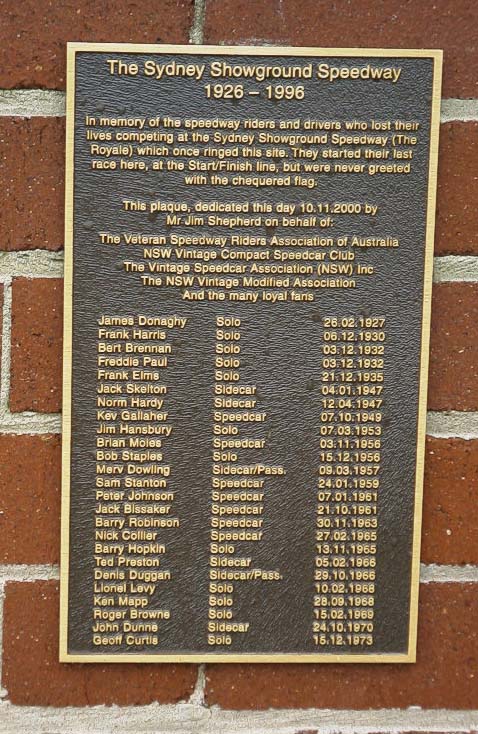 The Sydney Showground Speedway
1926 – 1996
In memory of the speedway riders and drivers who lost their
lives competing at the Sydney Showground Speedway (The
Royale) which once ringed this site. They started their last
race here, at the Start/Finish line, but were never greeted
with the chequered flag.
This plaque, dedicated this day 10.11.2000 by
Mr Jim Shepherd on behalf of:
The Veteran Speedway Riders Association of Australia
NSW Vintage Compact Speedcar Club
The Vintage Speedcar Association (NSW) Inc
The NSW Vintage Modified Association
And the many loyal fans
James Donaghy Solo 26.02.1927
Frank Harris Solo 06.12.1930
Bert Brennan Solo 03.12.1932
Freddie Paul Solo 03.12.1932
Frank Elms Solo 21.12.1935
Jack Skelton Sidecar 04.01.1947
Norm Hardy Sidecar 12.04.1947
Kev Gallaher Speedcar 07.10.1949
Jim Hansbury Solo 07.03.1953
Brian Moles Speedcar 03.11.1956
Bob Staples Solo 15.12.1956
Merv Dowling Sidecar/Pass. 09.03.1957
Sam Stanton Speedcar 24.01.1959
Peter Johnson Speedcar 07.01.1961
Jack Bissaker Speedcar 21.10.1961
Barry Robinson Speedcar 30.11.1963
Nick Collier Speedcar 27.02.1965
Barry Hopkin Solo 13.11.1965
Ted Preston Sidecar 05.02.1966
Denis Duggan Sidecar/Pass. 29.10.1966
Lionel Levy Solo 10.02.1968
Ken Mapp Solo 28.09.1968
Roger Browne Solo 15.02.1969
John Dunne Sidecar 24.10.1970
Geoff Curtis Solo 15.12.1973